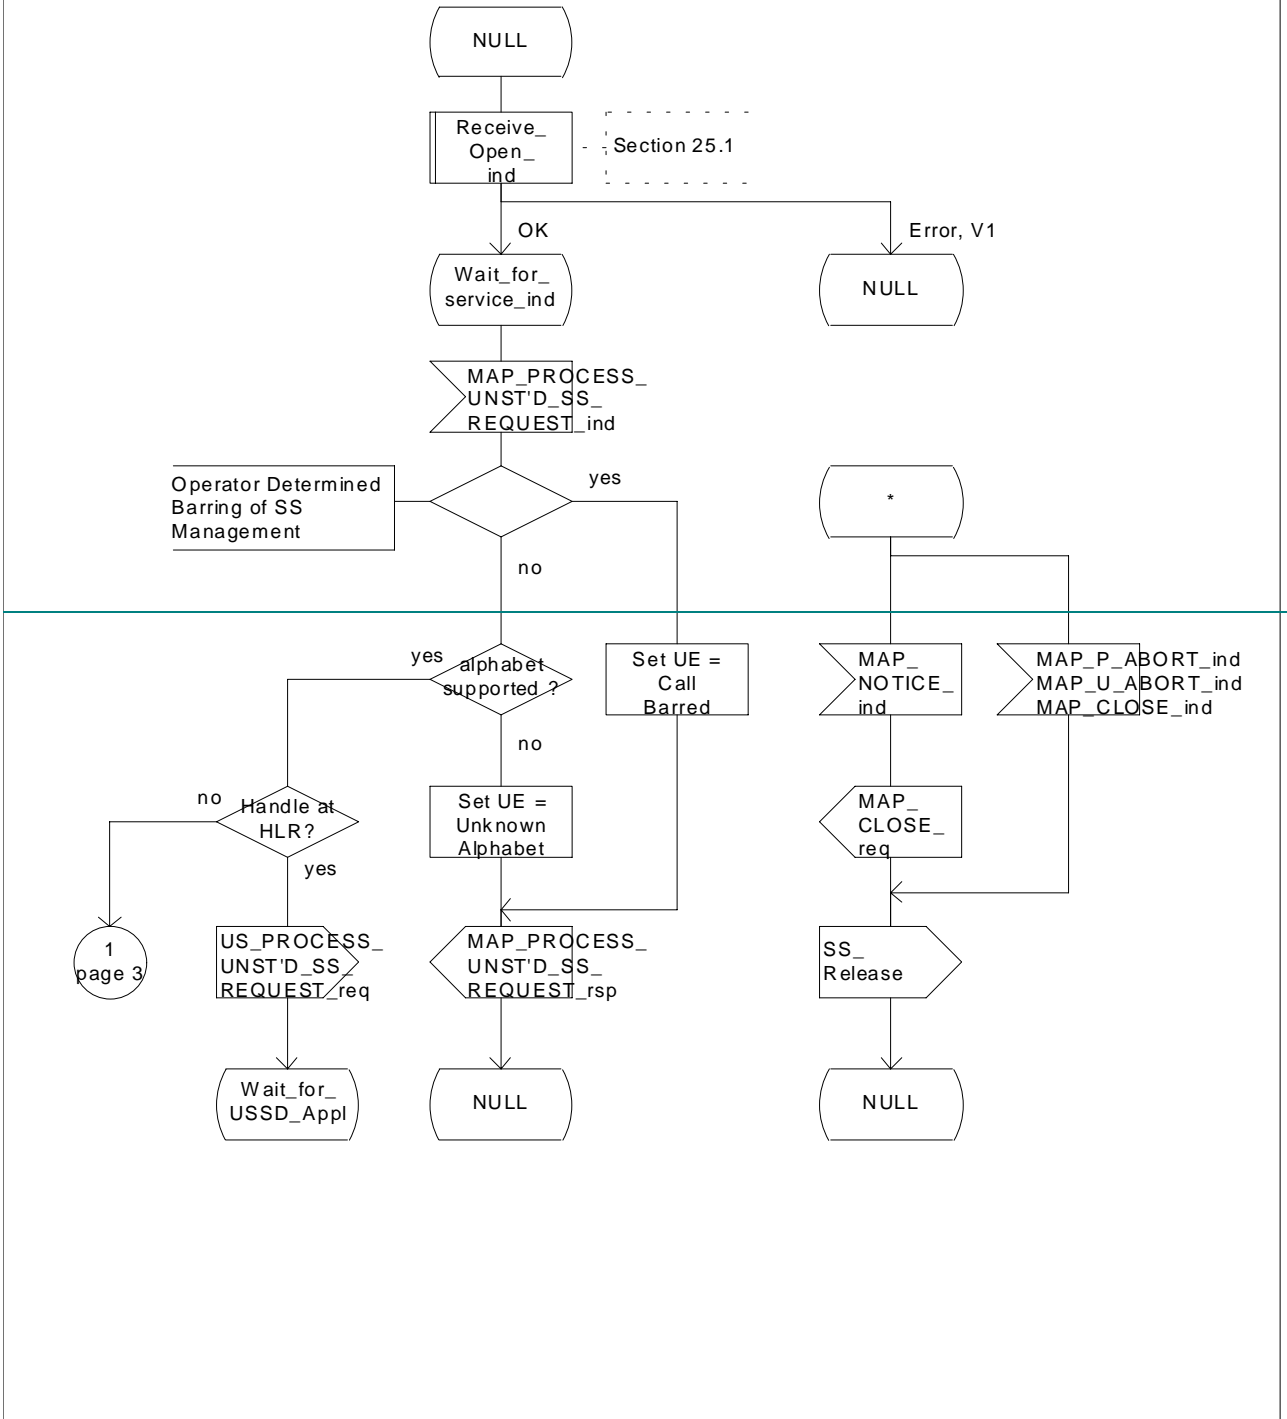 NULL
Receive_
Open_
ind
Section 25.1
OK
Error, V1
Wait_for_
service_ind
NULL
MAP_PROCESS_
UNST'D_SS_
REQUEST_ind
Operator Determined
Barring of SS
Management
yes
*
no
yes
alphabet
supported ?
Set UE =
Call
Barred
MAP_
NOTICE_
ind
MAP_P_ABORT_ind
MAP_U_ABORT_ind
MAP_CLOSE_ind
no
no
Handle at
HLR?
Set UE =
Unknown
Alphabet
MAP_
CLOSE_
req
yes
1
page 3
US_PROCESS_
UNST'D_SS_
REQUEST_req
MAP_PROCESS_
UNST'D_SS_
REQUEST_rsp
SS_
Release
Wait_for_
USSD_Appl
NULL
NULL